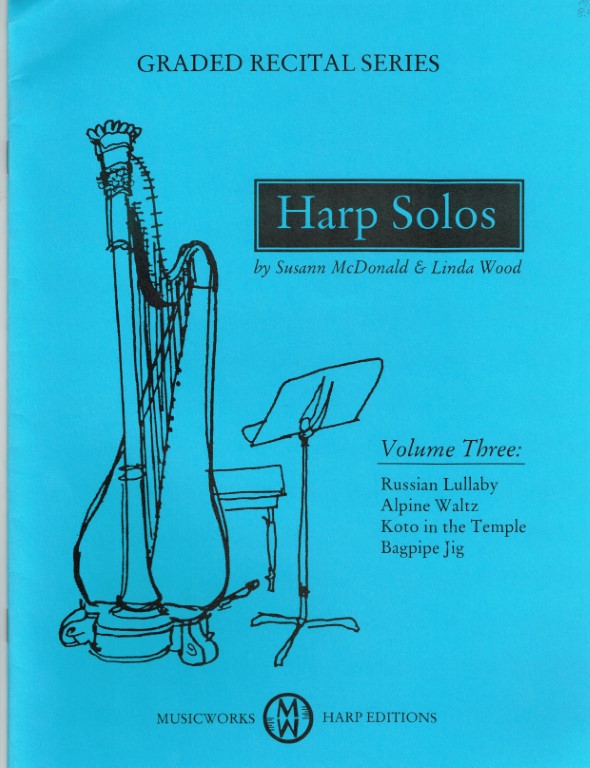 GRADED RECITAL SERIES
Harp Solos
by Susann McDonald & Linda Wood
Volume Three:
Russian Lullaby
Alpine Waltz
Koto in the Temple
Bagpipe Jig
MUSICWORKS MW HARP EDITIONS